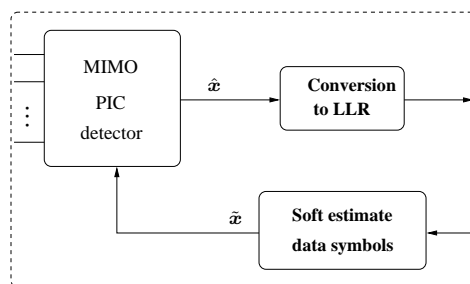 MIMO
PIC
detector
x̂
Conversion
to LLR
x̃
Soft estimate
data symbols